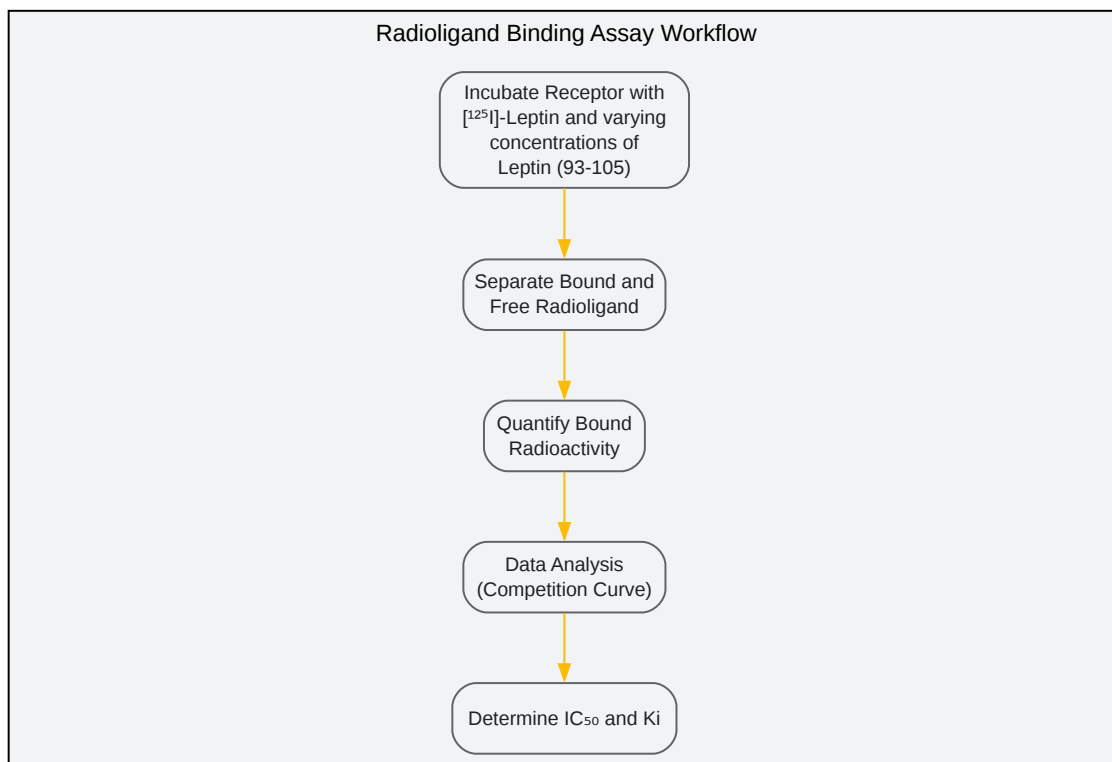 Radioligand Binding Assay Workflow
Incubate Receptor with
[¹²⁵I]-Leptin and varying
concentrations of
Leptin (93-105)
Separate Bound and
Free Radioligand
Quantify Bound
Radioactivity
Data Analysis
(Competition Curve)
Determine IC₅₀ and Ki